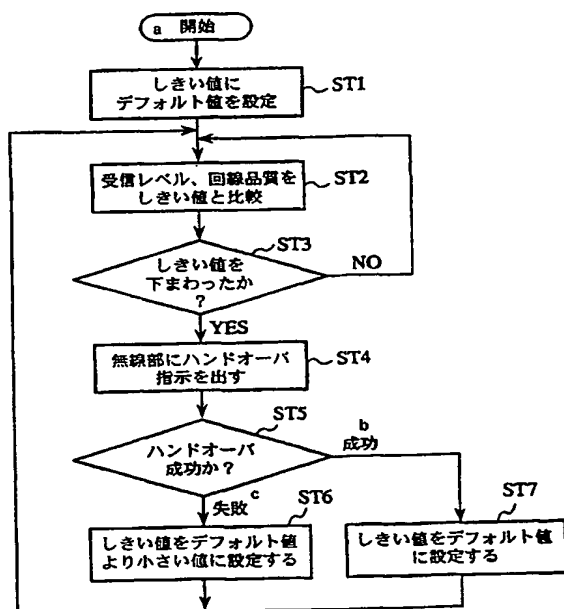 a 開始
しきい値に
デフォルト値を設定
ST1
受信レベル、回線品質を
しきい値と比較
ST2
ST3
しきい値を
下まわったか
?
NO
YES
無線部にハンドオーバ
指示を出す
ST4
ST5
ハンドオーバ
成功か?
b
成功
c
失敗
ST6
しきい値をデフォルト値
より小さい値に設定する
ST7
しきい値をデフォルト値
に設定する